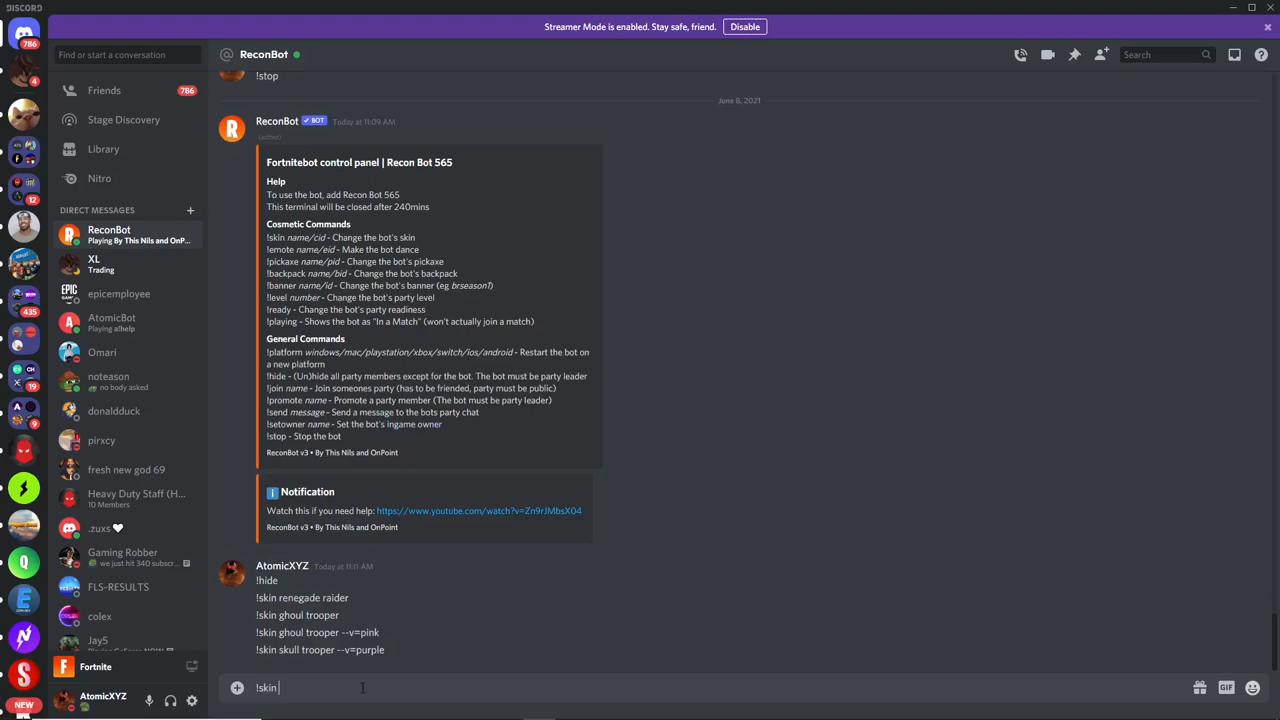 DISCORD
Streamer Mode is enabled. Stay safe, friend. Disable
Find or start a conversation
ReconBot
Search
786
4
12
435
19
9
NEW
Friends 786
Stage Discovery
Library
Nitro
DIRECT MESSAGES
ReconBot
Playing By This Nils and OnP...
XL
Trading
epicemployee
AtomicBot
Playing a!help
Omari
noteason
no body asked
donaldduck
pirxcy
fresh new god 69
Heavy Duty Staff (H...
10 Members
.zuxs
Gaming Robber
we just hit 340 subscr...
FLS-RESULTS
colex
Jay5
Fortnite
AtomicXYZ
!stop
June 8, 2021
ReconBot BOT Today at 11:09 AM
(edited)
Fortnitebot control panel | Recon Bot 565
Help
To use the bot, add Recon Bot 565
This terminal will be closed after 240mins
Cosmetic Commands
!skin name/cid - Change the bot's skin
!emote name/eid - Make the bot dance
!pickaxe name/pid - Change the bot's pickaxe
!backpack name/bid - Change the bot's backpack
!banner name/id - Change the bot's banner (eg brseason1)
!level number - Change the bot's party level
!ready - Change the bot's party readiness
!playing - Shows the bot as "In a Match" (won't actually join a match)
General Commands
!platform windows/mac/playstation/xbox/switch/ios/android - Restart the bot on
a new platform
!hide - (Un)hide all party members except for the bot. The bot must be party leader
!join name - Join someones party (has to be friended, party must be public)
!promote name - Promote a party member (The bot must be party leader)
!send message - Send a message to the bots party chat
!setowner name - Set the bot's ingame owner
!stop - Stop the bot
ReconBot v3 • By This Nils and OnPoint
Notification
Watch this if you need help: https://www.youtube.com/watch?v=Zn9rJMbsX04
ReconBot v3 • By This Nils and OnPoint
AtomicXYZ Today at 11:11 AM
!hide
!skin renegade raider
!skin ghoul trooper
!skin ghoul trooper --v=pink
!skin skull trooper --v=purple
!skin
GIF